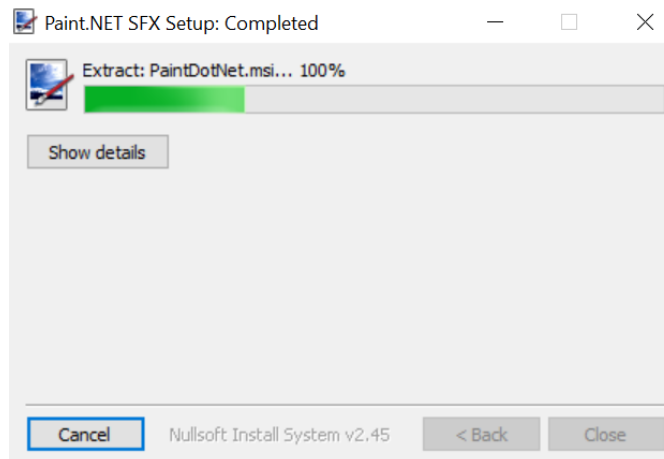 Paint.NET SFX Setup: Completed
Extract: PaintDotNet.msi... 100%
Show details
Cancel
Nullsoft Install System v2.45
< Back
Close